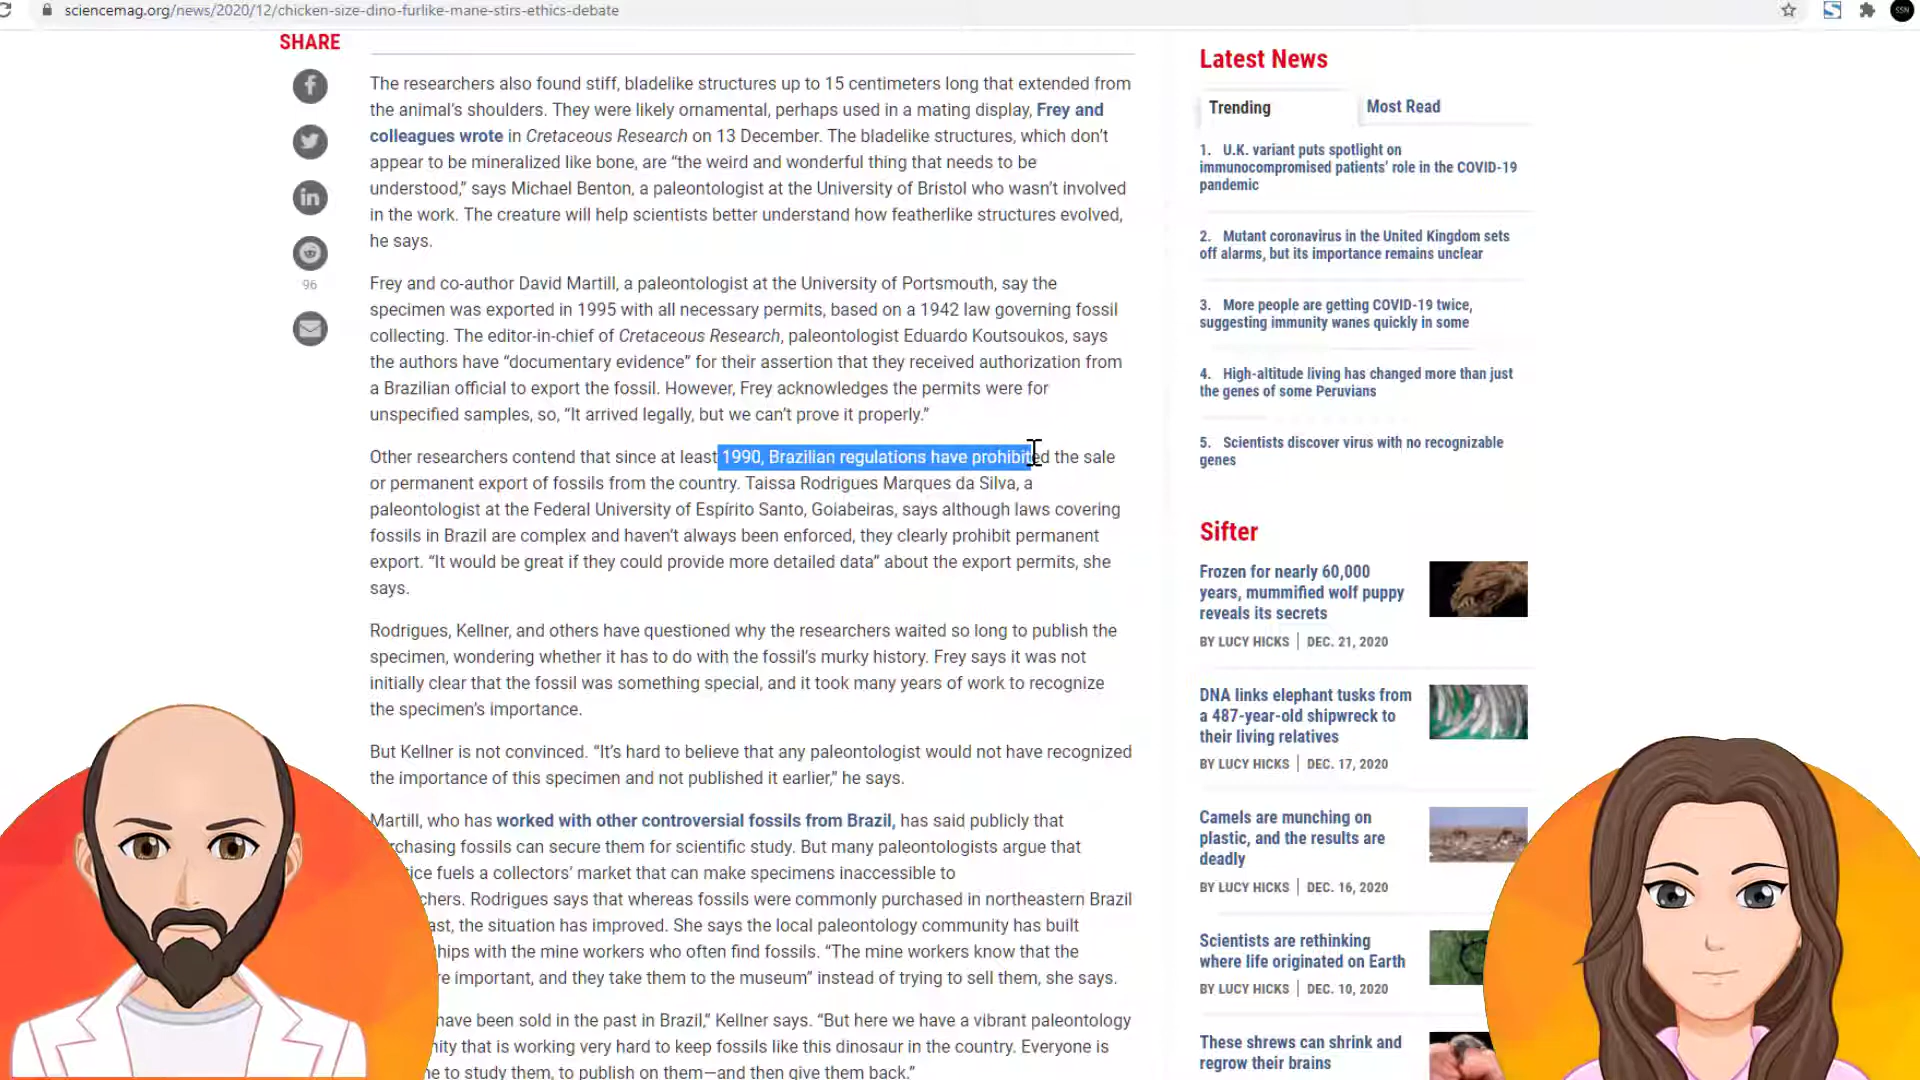 sciencemag.org/news/2020/12/chicken-size-dino-furlike-mane-stirs-ethics-debate
SSN
SHARE
96
The researchers also found stiff, bladelike structures up to 15 centimeters long that extended from
the animal’s shoulders. They were likely ornamental, perhaps used in a mating display, Frey and
colleagues wrote in Cretaceous Research on 13 December. The bladelike structures, which don’t
appear to be mineralized like bone, are “the weird and wonderful thing that needs to be
understood,” says Michael Benton, a paleontologist at the University of Bristol who wasn’t involved
in the work. The creature will help scientists better understand how featherlike structures evolved,
he says.
Frey and co-author David Martill, a paleontologist at the University of Portsmouth, say the
specimen was exported in 1995 with all necessary permits, based on a 1942 law governing fossil
collecting. The editor-in-chief of Cretaceous Research, paleontologist Eduardo Koutsoukos, says
the authors have “documentary evidence” for their assertion that they received authorization from
a Brazilian official to export the fossil. However, Frey acknowledges the permits were for
unspecified samples, so, “It arrived legally, but we can’t prove it properly.”
Other researchers contend that since at least 1990, Brazilian regulations have prohibited the sale
or permanent export of fossils from the country. Taissa Rodrigues Marques da Silva, a
paleontologist at the Federal University of Espírito Santo, Goiabeiras, says although laws covering
fossils in Brazil are complex and haven’t always been enforced, they clearly prohibit permanent
export. “It would be great if they could provide more detailed data” about the export permits, she
says.
Rodrigues, Kellner, and others have questioned why the researchers waited so long to publish the
specimen, wondering whether it has to do with the fossil’s murky history. Frey says it was not
initially clear that the fossil was something special, and it took many years of work to recognize
the specimen’s importance.
But Kellner is not convinced. “It’s hard to believe that any paleontologist would not have recognized
the importance of this specimen and not published it earlier,” he says.
Martill, who has worked with other controversial fossils from Brazil, has said publicly that
rchasing fossils can secure them for scientific study. But many paleontologists argue that
ice fuels a collectors’ market that can make specimens inaccessible to
chers. Rodrigues says that whereas fossils were commonly purchased in northeastern Brazil
ast, the situation has improved. She says the local paleontology community has built
hips with the mine workers who often find fossils. “The mine workers know that the
re important, and they take them to the museum” instead of trying to sell them, she says.
have been sold in the past in Brazil,” Kellner says. “But here we have a vibrant paleontology
nity that is working very hard to keep fossils like this dinosaur in the country. Everyone is
me to study them, to publish on them—and then give them back.”
Latest News
Trending
Most Read
1. U.K. variant puts spotlight on
immunocompromised patients’ role in the COVID-19
pandemic
2. Mutant coronavirus in the United Kingdom sets
off alarms, but its importance remains unclear
3. More people are getting COVID-19 twice,
suggesting immunity wanes quickly in some
4. High-altitude living has changed more than just
the genes of some Peruvians
5. Scientists discover virus with no recognizable
genes
Sifter
Frozen for nearly 60,000
years, mummified wolf puppy
reveals its secrets
BY LUCY HICKS | DEC. 21, 2020
DNA links elephant tusks from
a 487-year-old shipwreck to
their living relatives
BY LUCY HICKS | DEC. 17, 2020
Camels are munching on
plastic, and the results are
deadly
BY LUCY HICKS | DEC. 16, 2020
Scientists are rethinking
where life originated on Earth
BY LUCY HICKS | DEC. 10, 2020
These shrews can shrink and
regrow their brains